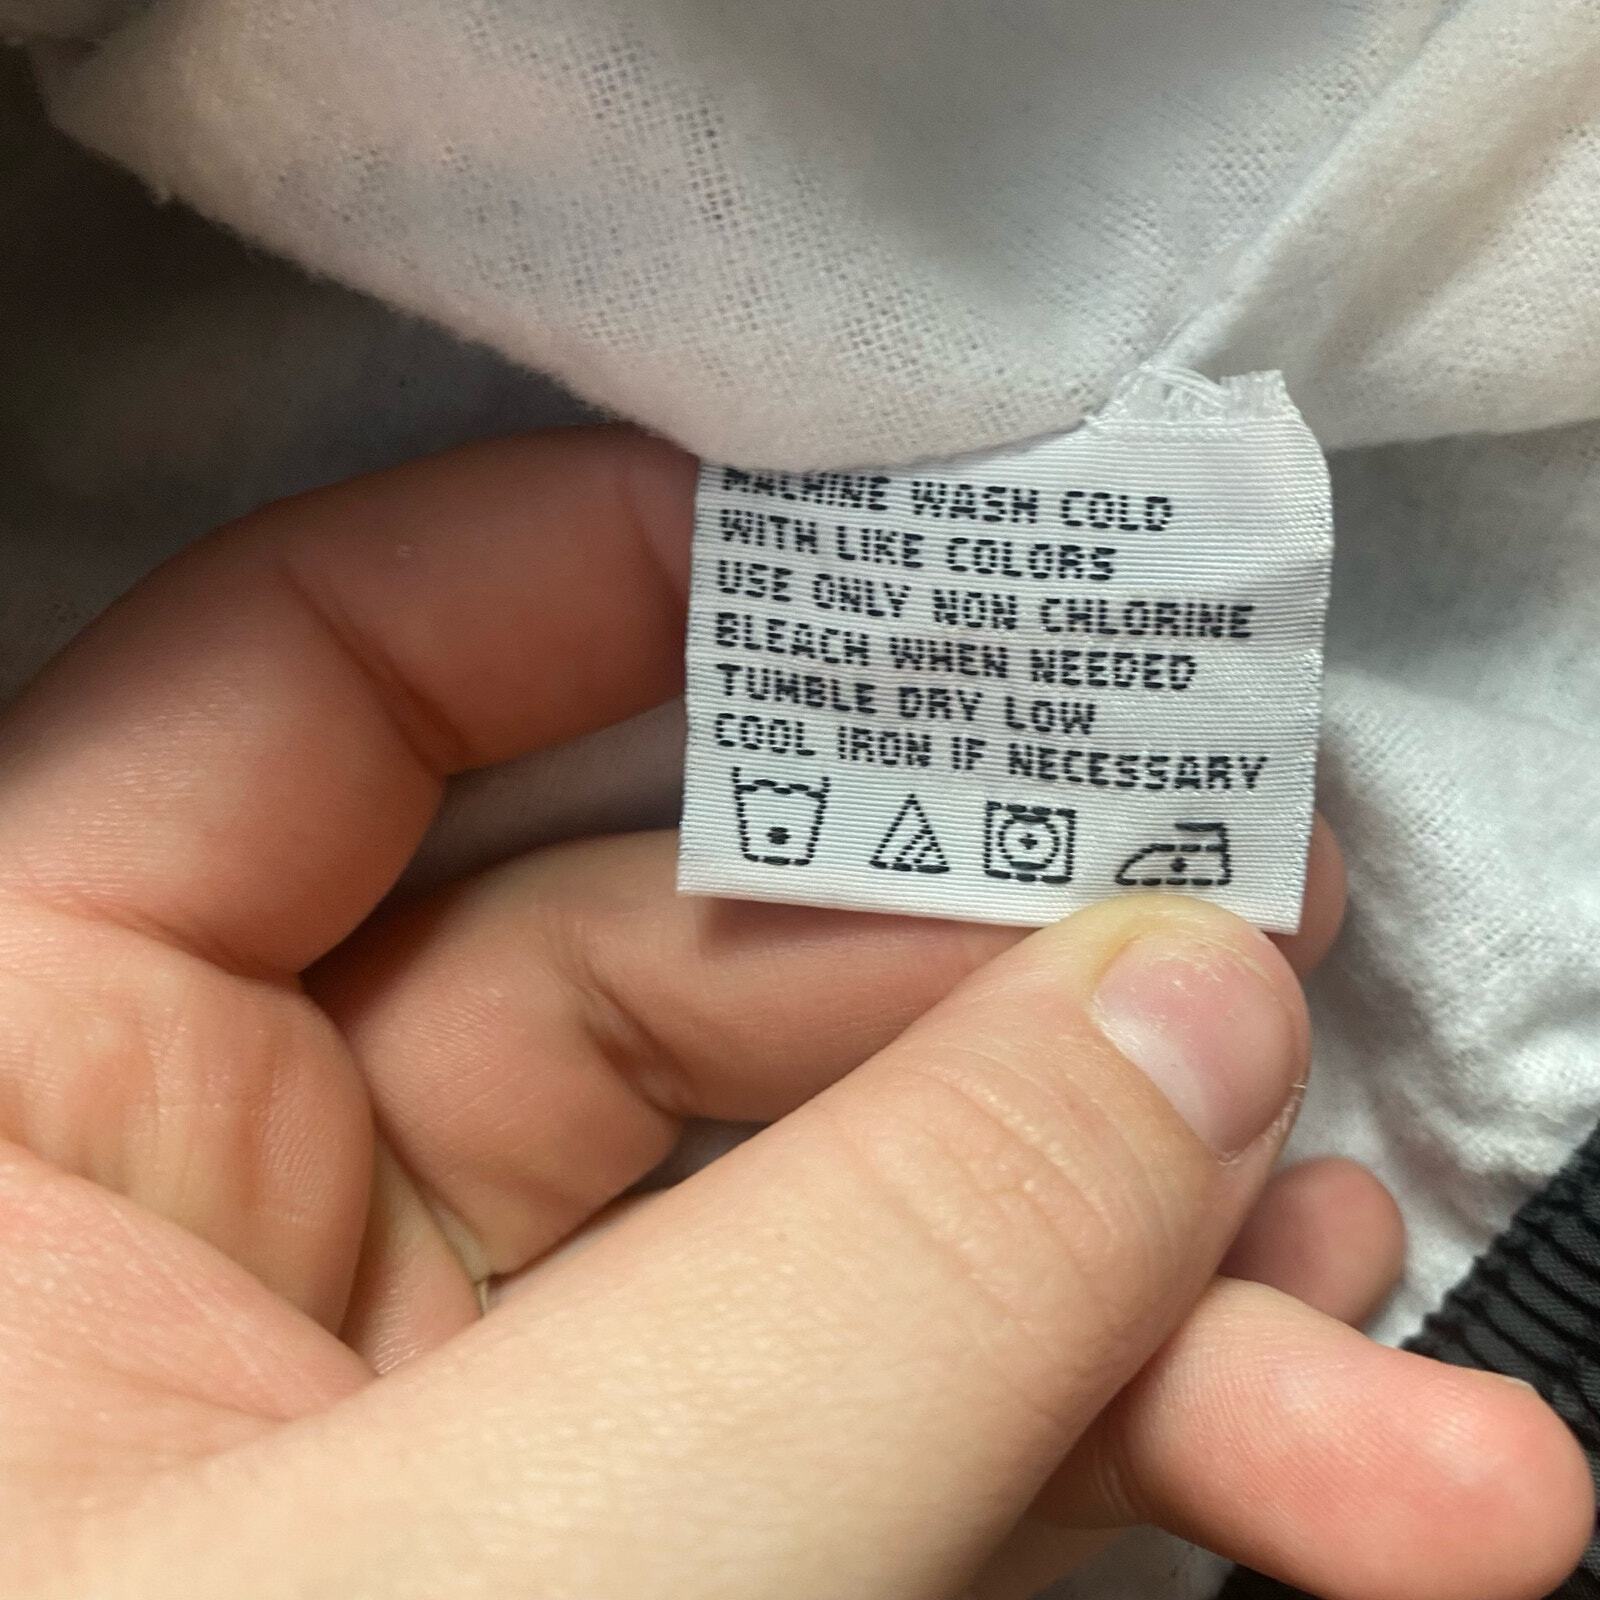 MACHINE WASH COLD
WITH LIKE COLORS
USE ONLY NON CHLORINE
BLEACH WHEN NEEDED
TUMBLE DRY LOW
COOL IRON IF NECESSARY